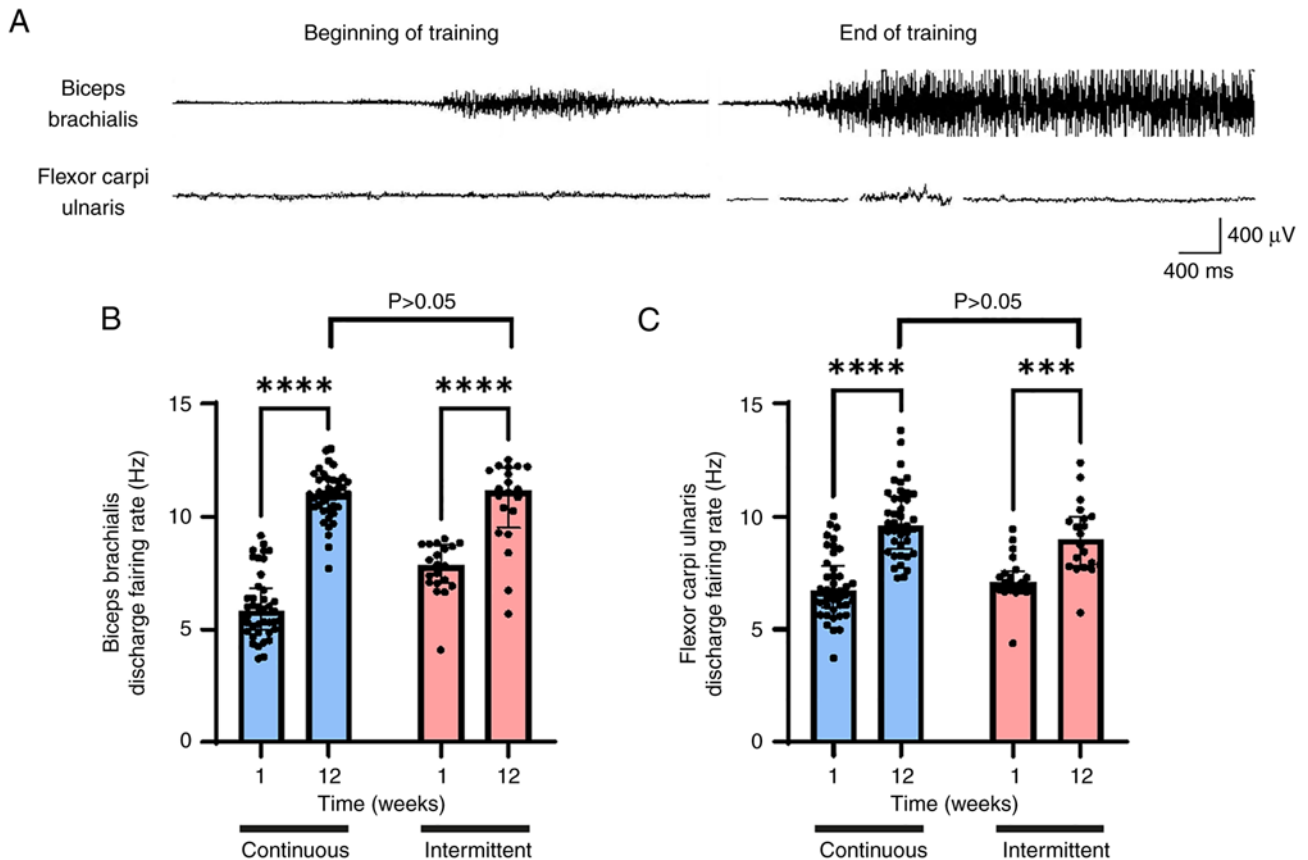 A
Beginning of training
End of training
Biceps
brachialis
Flexor carpi
ulnaris
400 µV
400 ms
B
P>0.05
**** ****
Biceps brachialis
discharge fairing rate (Hz)
15
10
5
0
1 12 1 12
Time (weeks)
Continuous Intermittent
C
P>0.05
**** ***
Flexor carpi ulnaris
discharge fairing rate (Hz)
15
10
5
0
1 12 1 12
Time (weeks)
Continuous Intermittent